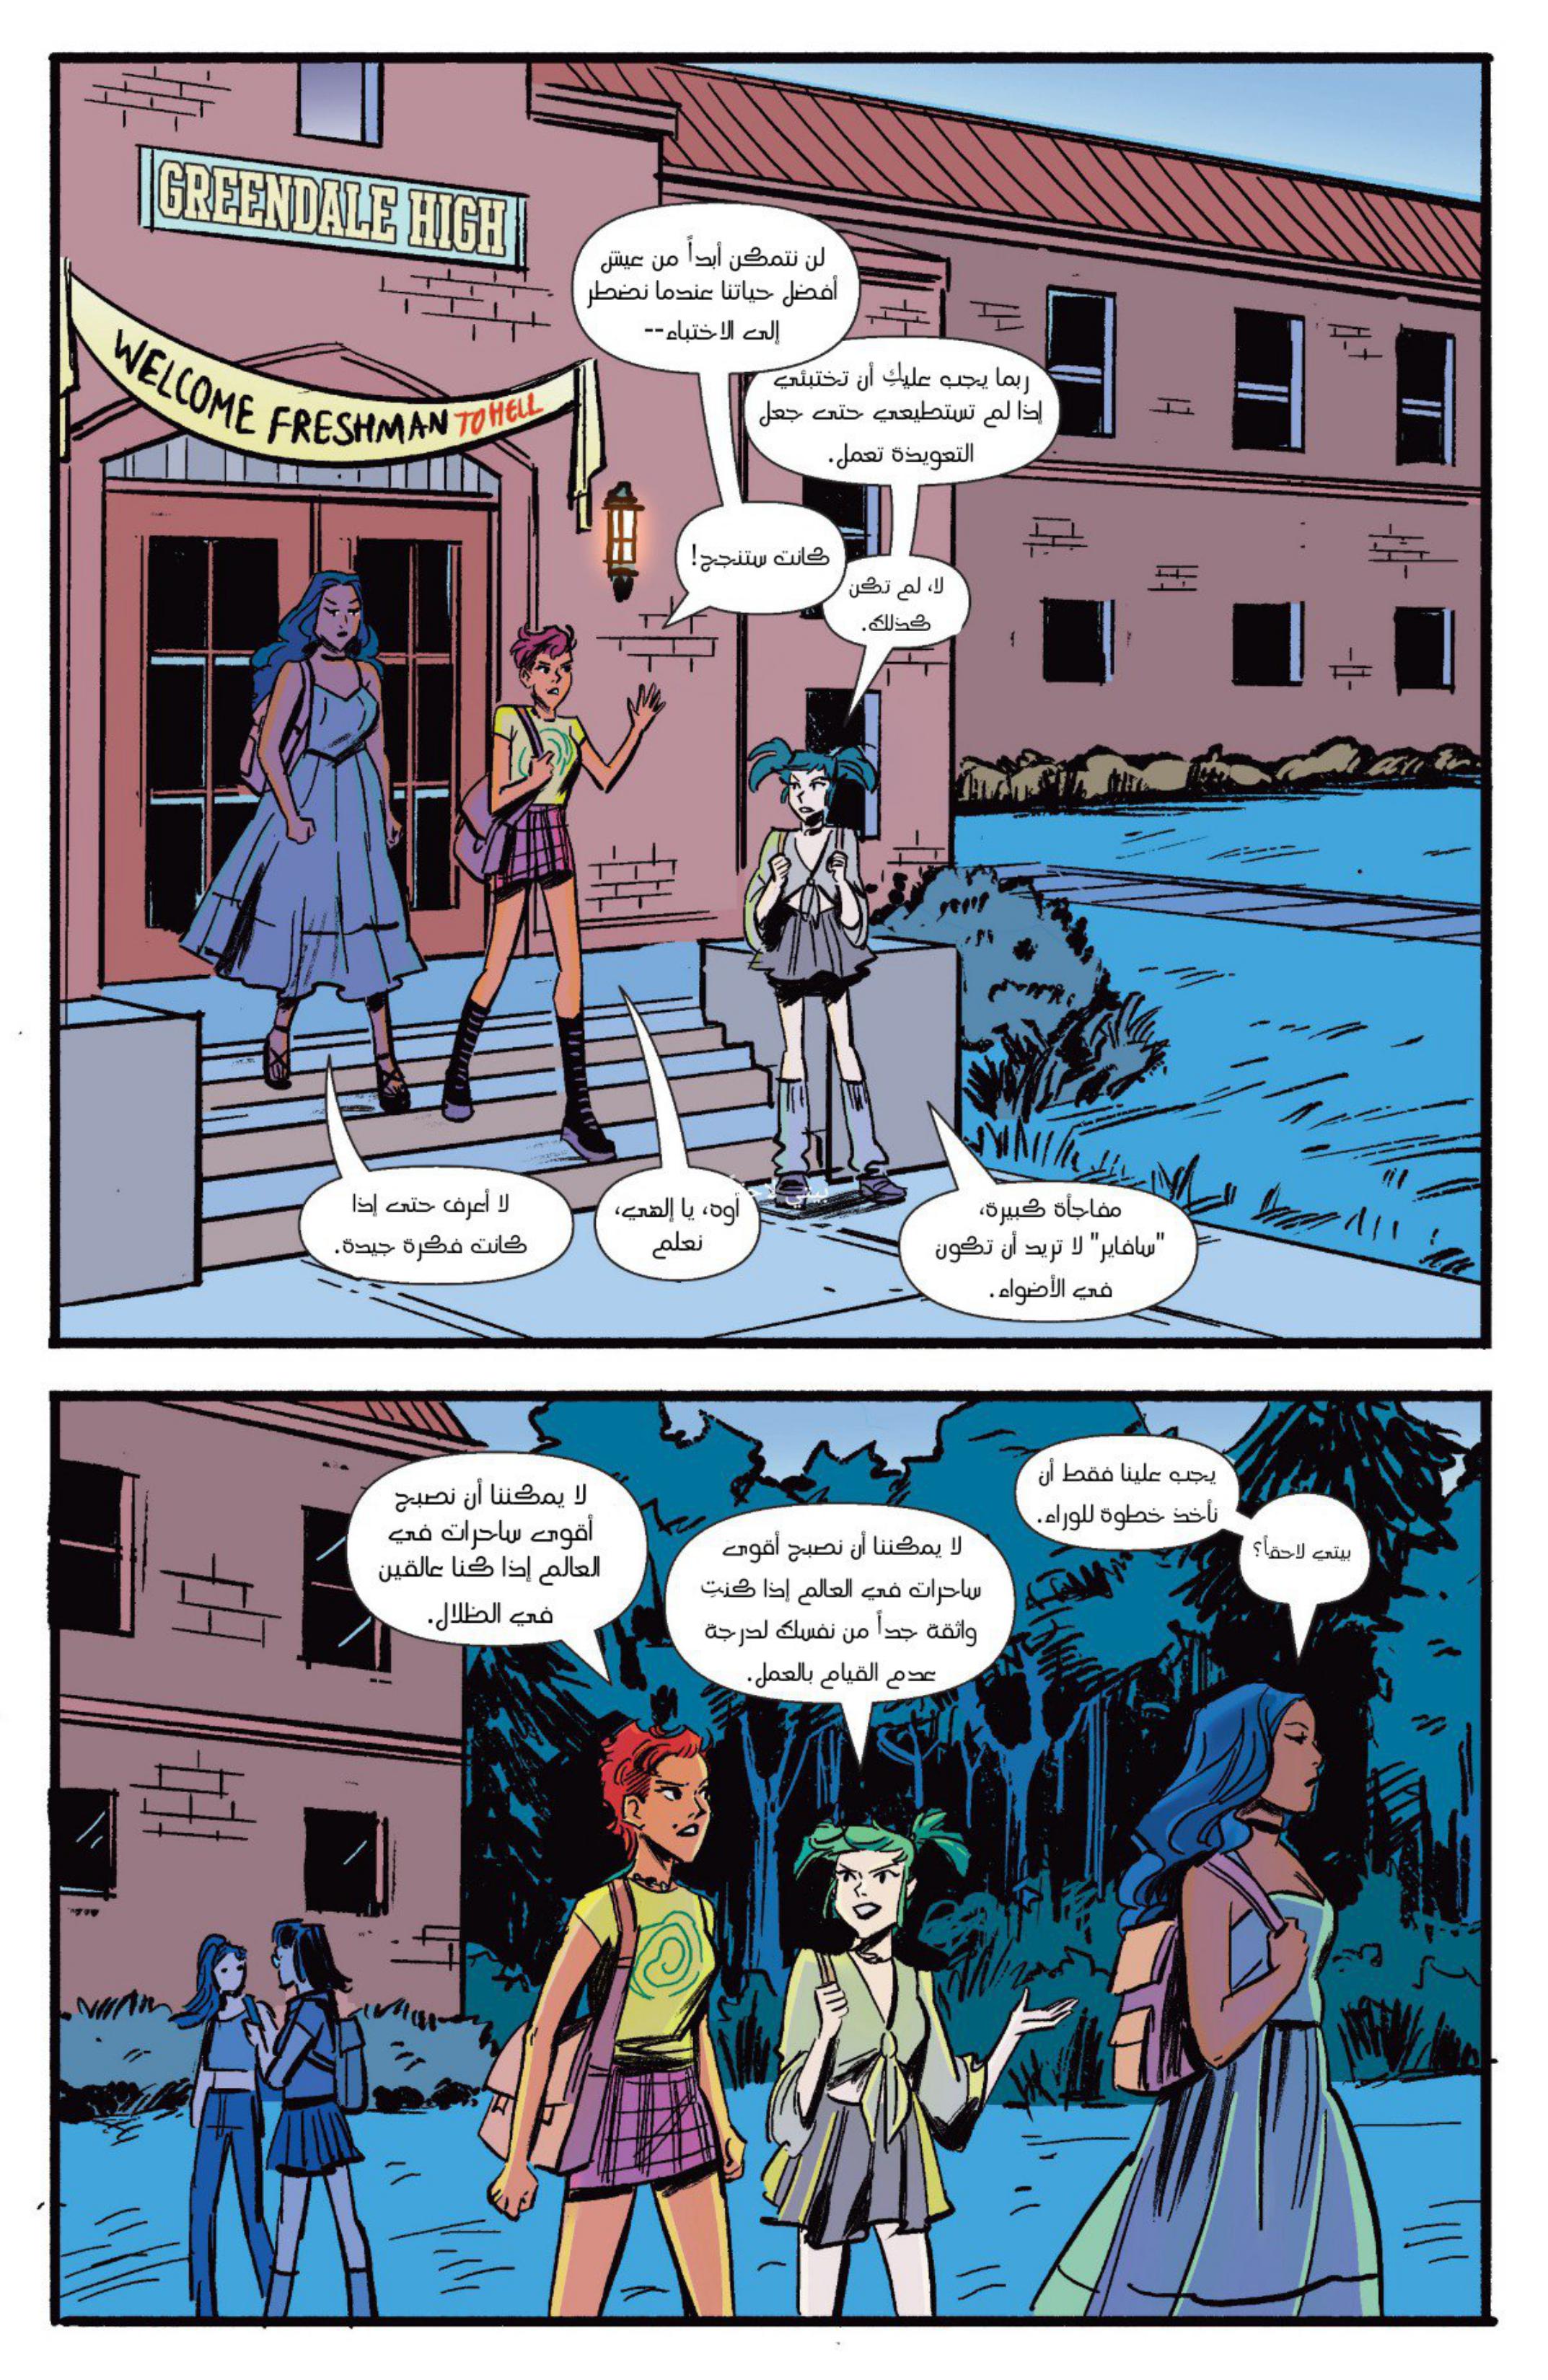 GREENDALE HIGH
WELCOME FRESHMAN TO HELL
لن نتمكن أبداً من عيش
أفضل حياتنا عندما نضطر
إلى الاختباء--
ربما يجب عليكِ أن تختبئي
إذا لم تستطيعي حتى جعل
التعويذة تعمل.
كانت ستنجح!
لا، لم تكن
كذلك.
لا أعرف حتى إذا
كانت فكرة جيدة.
أوه، يا إلهي،
نعلم
مفاجأة كبيرة،
"سافاير" لا تريد أن تكون
في الأضواء.
بيتي لاحقاً
لا يمكننا أن نصبح
أقوى ساحرات في
العالم إذا كنا عالقين
في الظلال.
لا يمكننا أن نصبح أقوى
ساحرات في العالم إذا كنتِ
واثقة جداً من نفسك لدرجة
عدم القيام بالعمل.
يجب علينا فقط أن
نأخذ خطوة للوراء.
بيتي لاحقاً؟